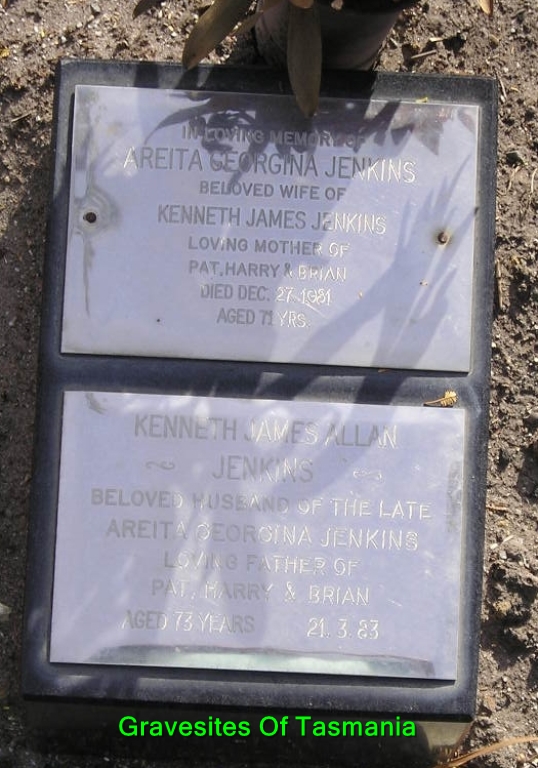 IN LOVING MEMORY OF
AREITA GEORGINA JENKINS
BELOVED WIFE OF
KENNETH JAMES JENKINS
LOVING MOTHER OF
PAT, HARRY & BRIAN
DIED DEC. 27. 1981
AGED 71 YRS.
KENNETH JAMES ALLAN
JENKINS
BELOVED HUSBAND OF THE LATE
AREITA GEORGINA JENKINS
LOVING FATHER OF
PAT, HARRY & BRIAN
AGED 73 YEARS 21. 3. 83
Gravesites Of Tasmania